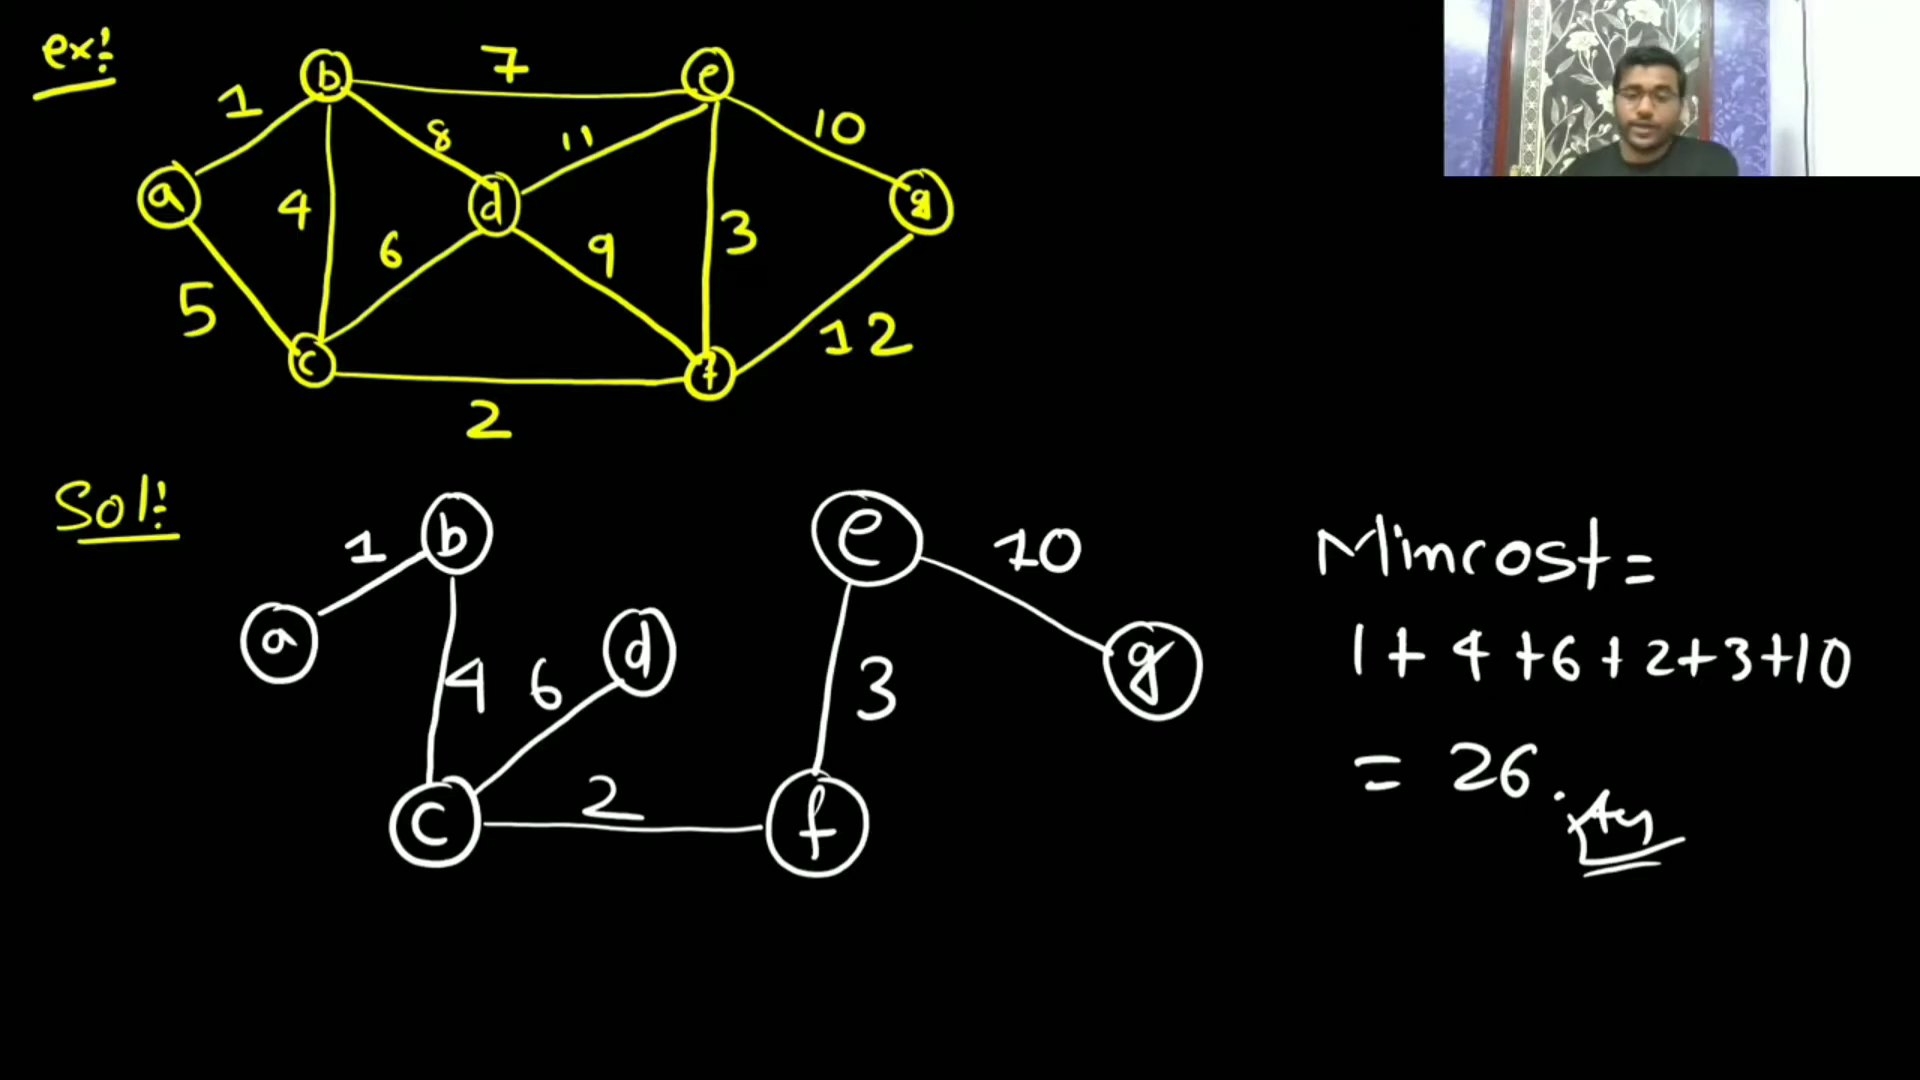 ex:
b 7 e
1 8 11 10
a 4 d 3 g
6 9
5 12
c f
2
Sol:
b e 10
1
a d g
4 6 3
c 2 f
Mincost =
1 + 4 + 6 + 2 + 3 + 10
= 26.